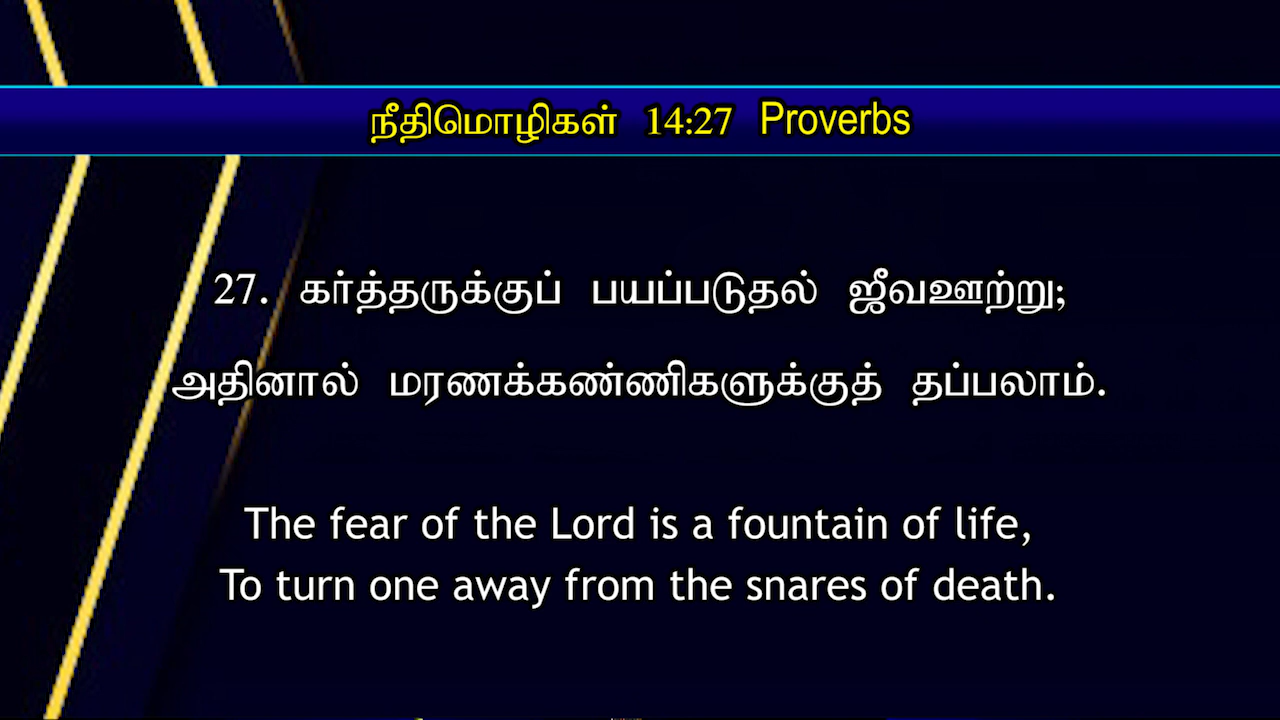 நீதிமொழிகள் 14:27 Proverbs
27. கர்த்தருக்குப் பயப்படுதல் ஜீவஊற்று;
அதினால் மரணக்கண்ணிகளுக்குத் தப்பலாம்.
The fear of the Lord is a fountain of life,
To turn one away from the snares of death.